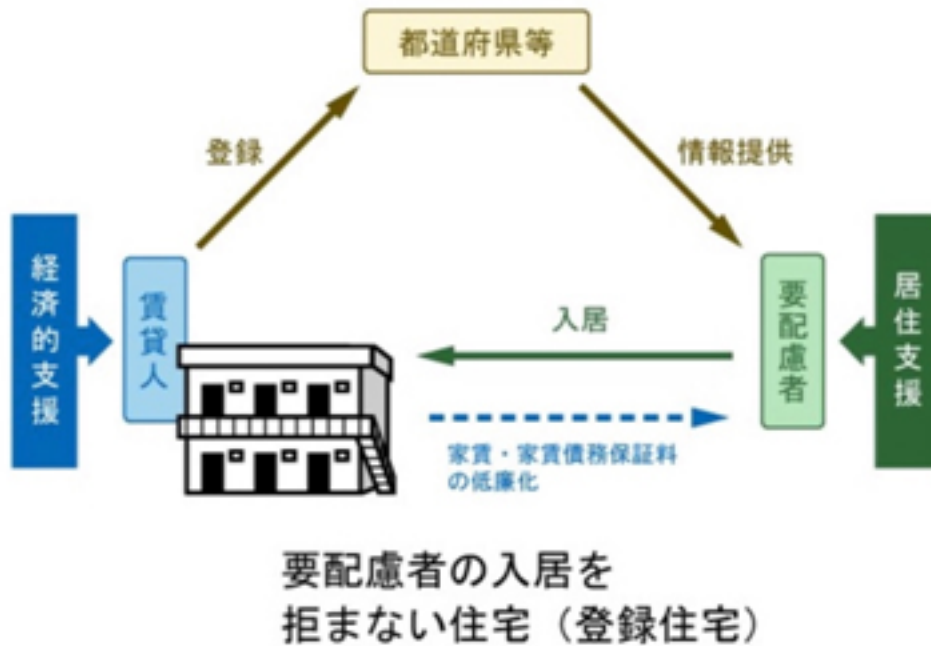 都道府県等
登録
情報提供
経済的支援
賃貸人
入居
要配慮者
居住支援
家賃・家賃債務保証料
の低廉化
要配慮者の入居を
拒まない住宅（登録住宅）